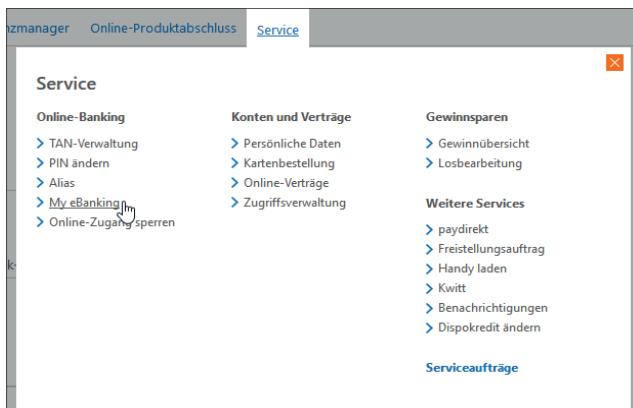 nzmanager Online-Produktabschluss Service
Service
Online-Banking
TAN-Verwaltung
PIN ändern
Alias
My eBanking
Online-Zugang sperren
Konten und Verträge
Persönliche Daten
Kartenbestellung
Online-Verträge
Zugriffsverwaltung
Gewinnsparen
Gewinnübersicht
Losbearbeitung
Weitere Services
paydirekt
Freistellungsauftrag
Handy laden
Kwitt
Benachrichtigungen
Dispokredit ändern
Serviceaufträge
k-